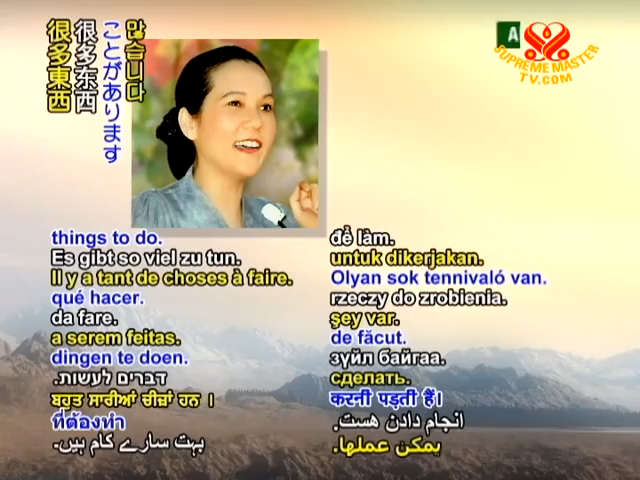 很多東西
很多东西
ことがあります
많습니다
A
SUPREME MASTER
TV.COM
things to do.
Es gibt so viel zu tun.
Il y a tant de choses à faire.
qué hacer.
da fare.
a serem feitas.
dingen te doen.
דברים לעשות.
ਬਹੁਤ ਸਾਰੀਆਂ ਚੀਜ਼ਾਂ ਹਨ ।
ที่ต้องทำ
بہت سارے کام ہیں۔
để làm.
untuk dikerjakan.
Olyan sok tennivaló van.
rzeczy do zrobienia.
şey var.
de făcut.
зүйл байгаа.
сделать.
करनी पड़ती हैं।
انجام دادن هست.
يمكن عملها.